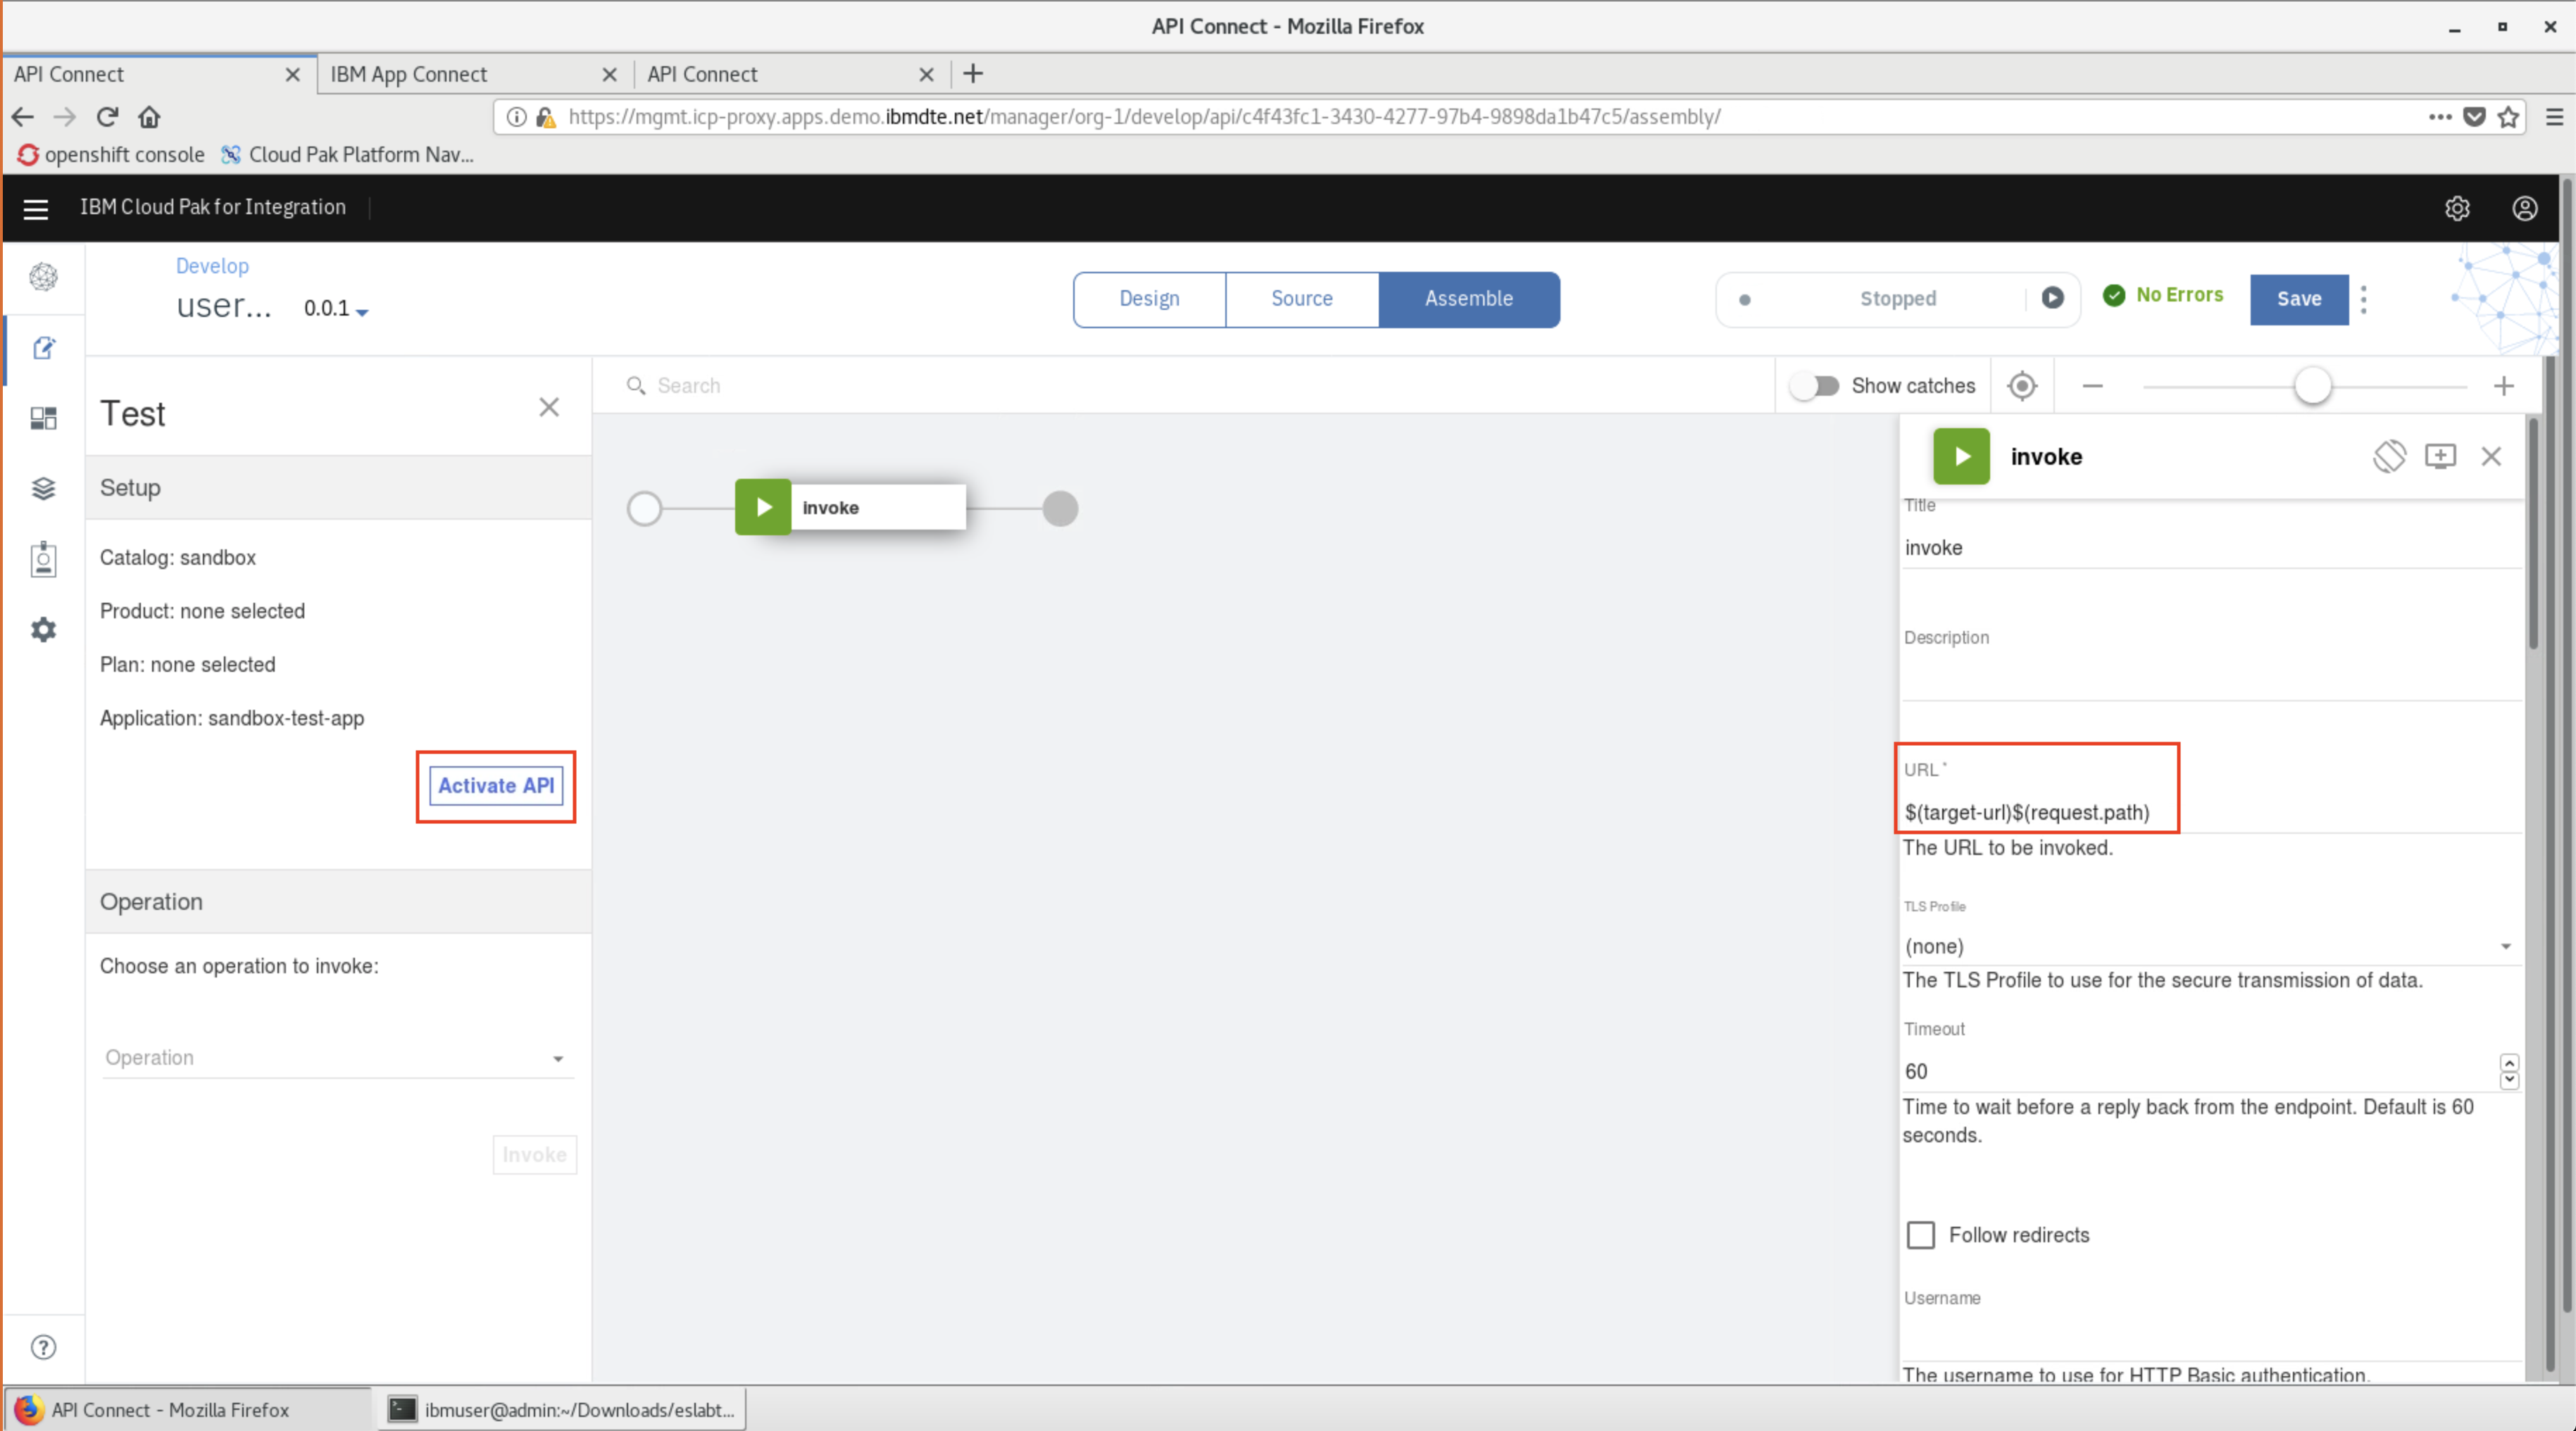 API Connect - Mozilla Firefox
API Connect
IBM App Connect
API Connect
https://mgmt.icp-proxy.apps.demo.ibmdte.net/manager/org-1/develop/api/c4f43fc1-3430-4277-97b4-9898da1b47c5/assembly/
openshift console
Cloud Pak Platform Nav...
IBM Cloud Pak for Integration
Develop
user...
0.0.1
Design
Source
Assemble
Stopped
No Errors
Save
Test
Search
Show catches
Setup
Catalog: sandbox
Product: none selected
Plan: none selected
Application: sandbox-test-app
Activate API
Operation
Choose an operation to invoke:
Operation
Invoke
invoke
invoke
Title
invoke
Description
URL *
$(target-url)$(request.path)
The URL to be invoked.
TLS Profile
(none)
The TLS Profile to use for the secure transmission of data.
Timeout
60
Time to wait before a reply back from the endpoint. Default is 60
seconds.
Follow redirects
Username
The username to use for HTTP Basic authentication.
API Connect - Mozilla Firefox
ibmuser@admin:~/Downloads/eslabt...